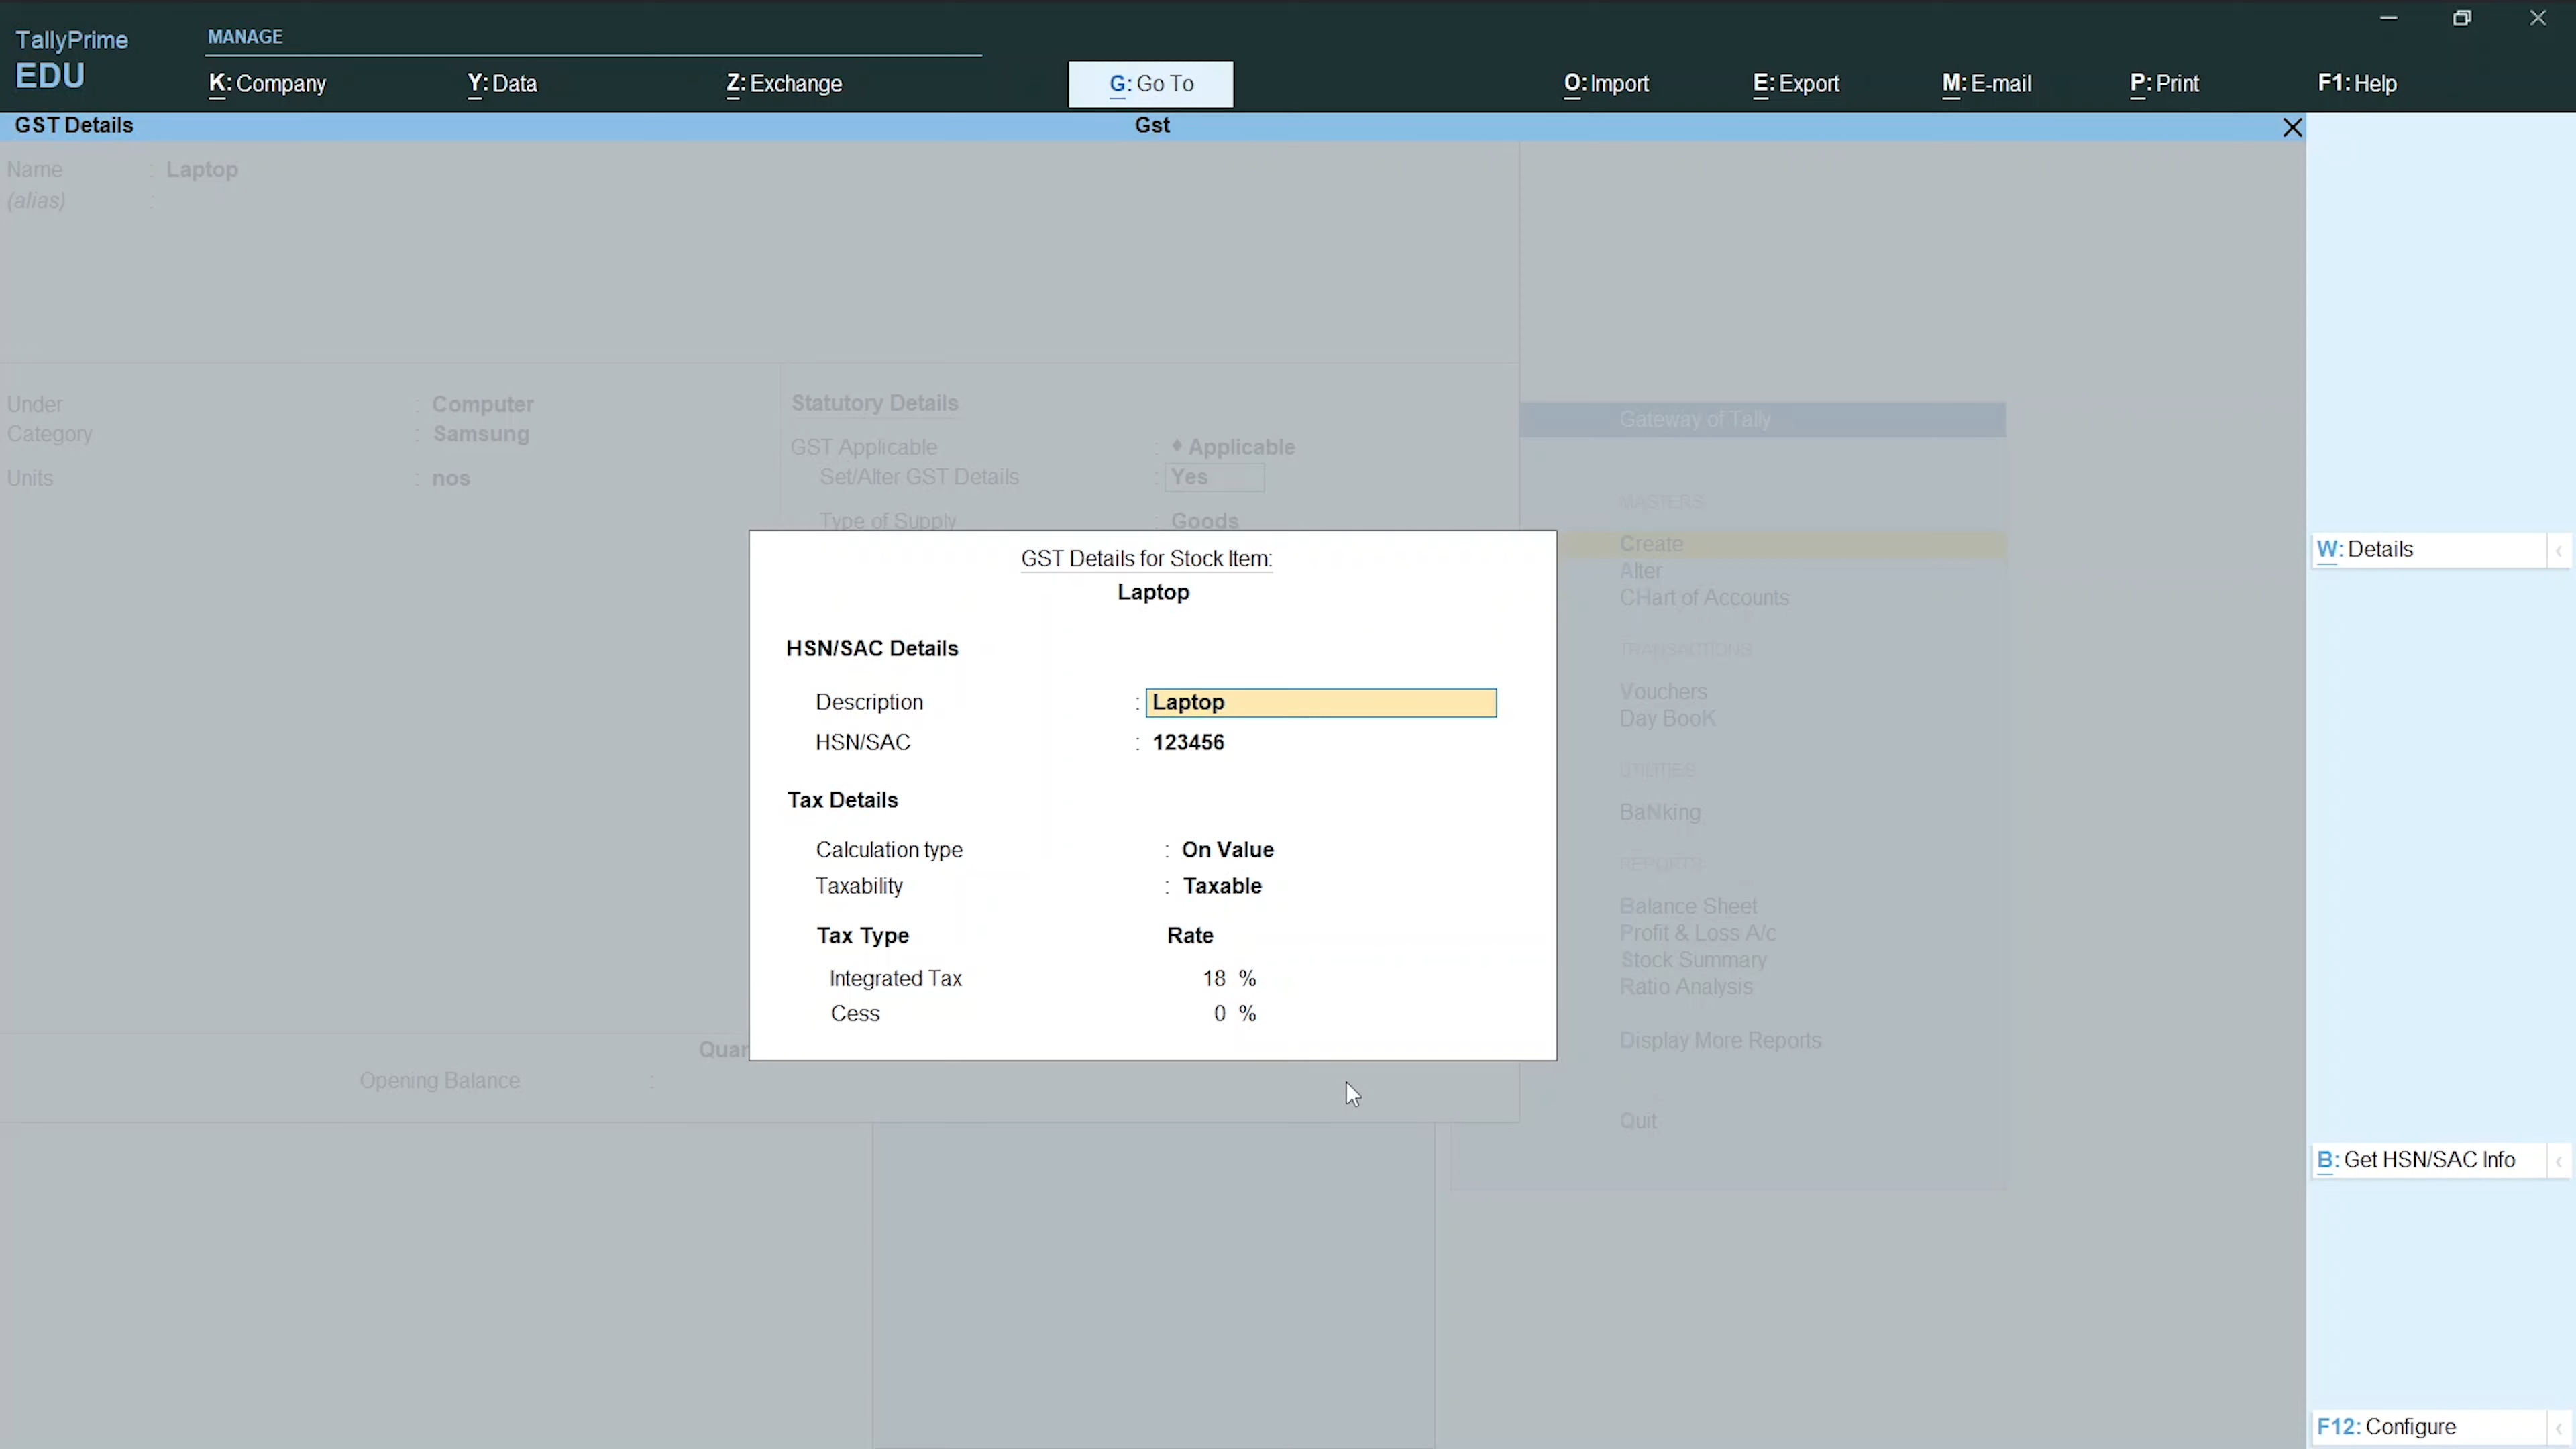 TallyPrime
EDU
MANAGE
K: Company
Y: Data
Z: Exchange
G: Go To
O: Import
E: Export
M: E-mail
P: Print
F1: Help
GST Details
Gst
Name : Laptop
(alias) :
Under : Computer
Category : Samsung
Units : nos
Statutory Details
GST Applicable : ♦ Applicable
Set/Alter GST Details : Yes
Type of Supply : Goods
GST Details for Stock Item:
Laptop
HSN/SAC Details
Description : Laptop
HSN/SAC : 123456
Tax Details
Calculation type : On Value
Taxability : Taxable
Tax Type Rate
Integrated Tax 18 %
Cess 0 %
Quan
Opening Balance :
Gateway of Tally
MASTERS
Create
Alter
CHart of Accounts
TRANSACTIONS
Vouchers
Day BooK
UTILITIES
BaNking
REPORTS
Balance Sheet
Profit & Loss A/c
Stock Summary
Ratio Analysis
Display More Reports
Quit
W: Details
B: Get HSN/SAC Info
F12: Configure